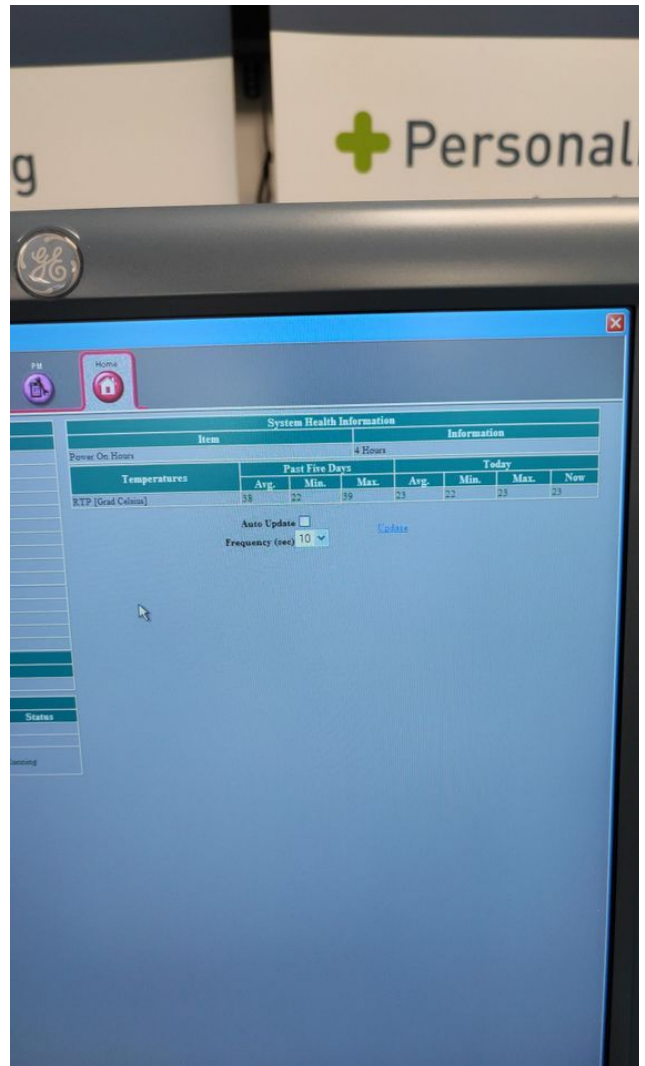 g
Personal
GE
PM
Home
System Health Information
Item
Information
Power On Hours
4 Hours
Temperatures
Past Five Days
Today
Avg.
Min.
Max.
Avg.
Min.
Max.
Now
RTP [Grad Celsius]
38
22
39
23
22
23
23
Auto Update
Update
Frequency (sec)
10
Status